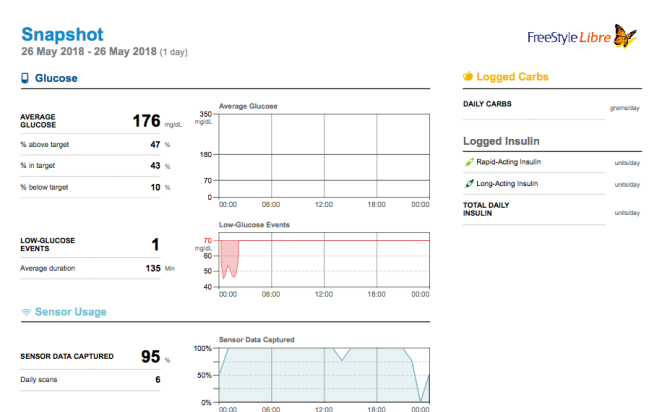 Snapshot
26 May 2018 - 26 May 2018 (1 day)
FreeStyle Libre
Glucose
AVERAGE GLUCOSE 176 mg/dL
% above target 47 %
% in target 43 %
% below target 10 %
Average Glucose
350
mg/dL
180
70
0
00:00 06:00 12:00 18:00 00:00
LOW-GLUCOSE EVENTS 1
Average duration 135 Min
Low-Glucose Events
70
mg/dL
60
50
40
00:00 06:00 12:00 18:00 00:00
Sensor Usage
SENSOR DATA CAPTURED 95 %
Daily scans 6
Sensor Data Captured
100%
50%
0%
00:00 06:00 12:00 18:00 00:00
Logged Carbs
DAILY CARBS grams/day
Logged Insulin
Rapid-Acting Insulin units/day
Long-Acting Insulin units/day
TOTAL DAILY INSULIN units/day